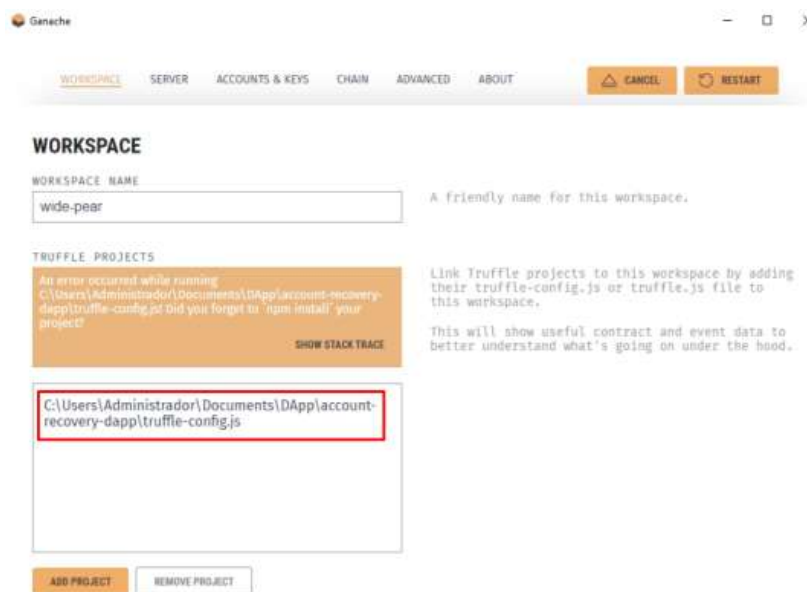 Ganache
WORKSPACE SERVER ACCOUNTS & KEYS CHAIN ADVANCED ABOUT CANCEL RESTART
WORKSPACE
WORKSPACE NAME
wide-pear
A friendly name for this workspace.
TRUFFLE PROJECTS
An error occurred while running
C:\Users\Administrador\Documents\DApp\account-recovery-
dapp\truffle-config.js! Did you forget to `npm install` your
project?
SHOW STACK TRACE
Link Truffle projects to this workspace by adding
their truffle-config.js or truffle.js file to
this workspace.
This will show useful contract and event data to
better understand what's going on under the hood.
C:\Users\Administrador\Documents\DApp\account-
recovery-dapp\truffle-config.js
ADD PROJECT REMOVE PROJECT